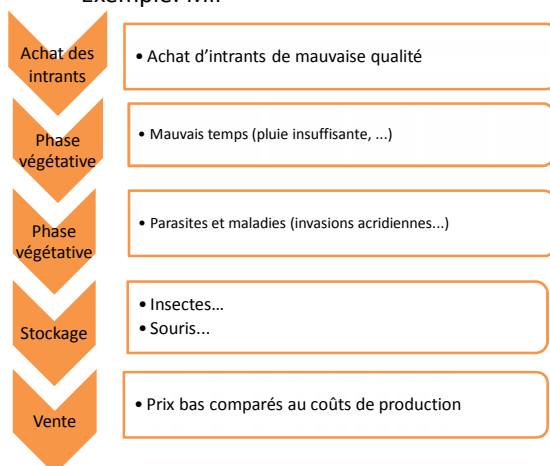 Achat des
intrants
• Achat d’intrants de mauvaise qualité
Phase
végétative
• Mauvais temps (pluie insuffisante, ...)
Phase
végétative
• Parasites et maladies (invasions acridiennes...)
Stockage
• Insectes…
• Souris...
Vente
• Prix bas comparés au coûts de production